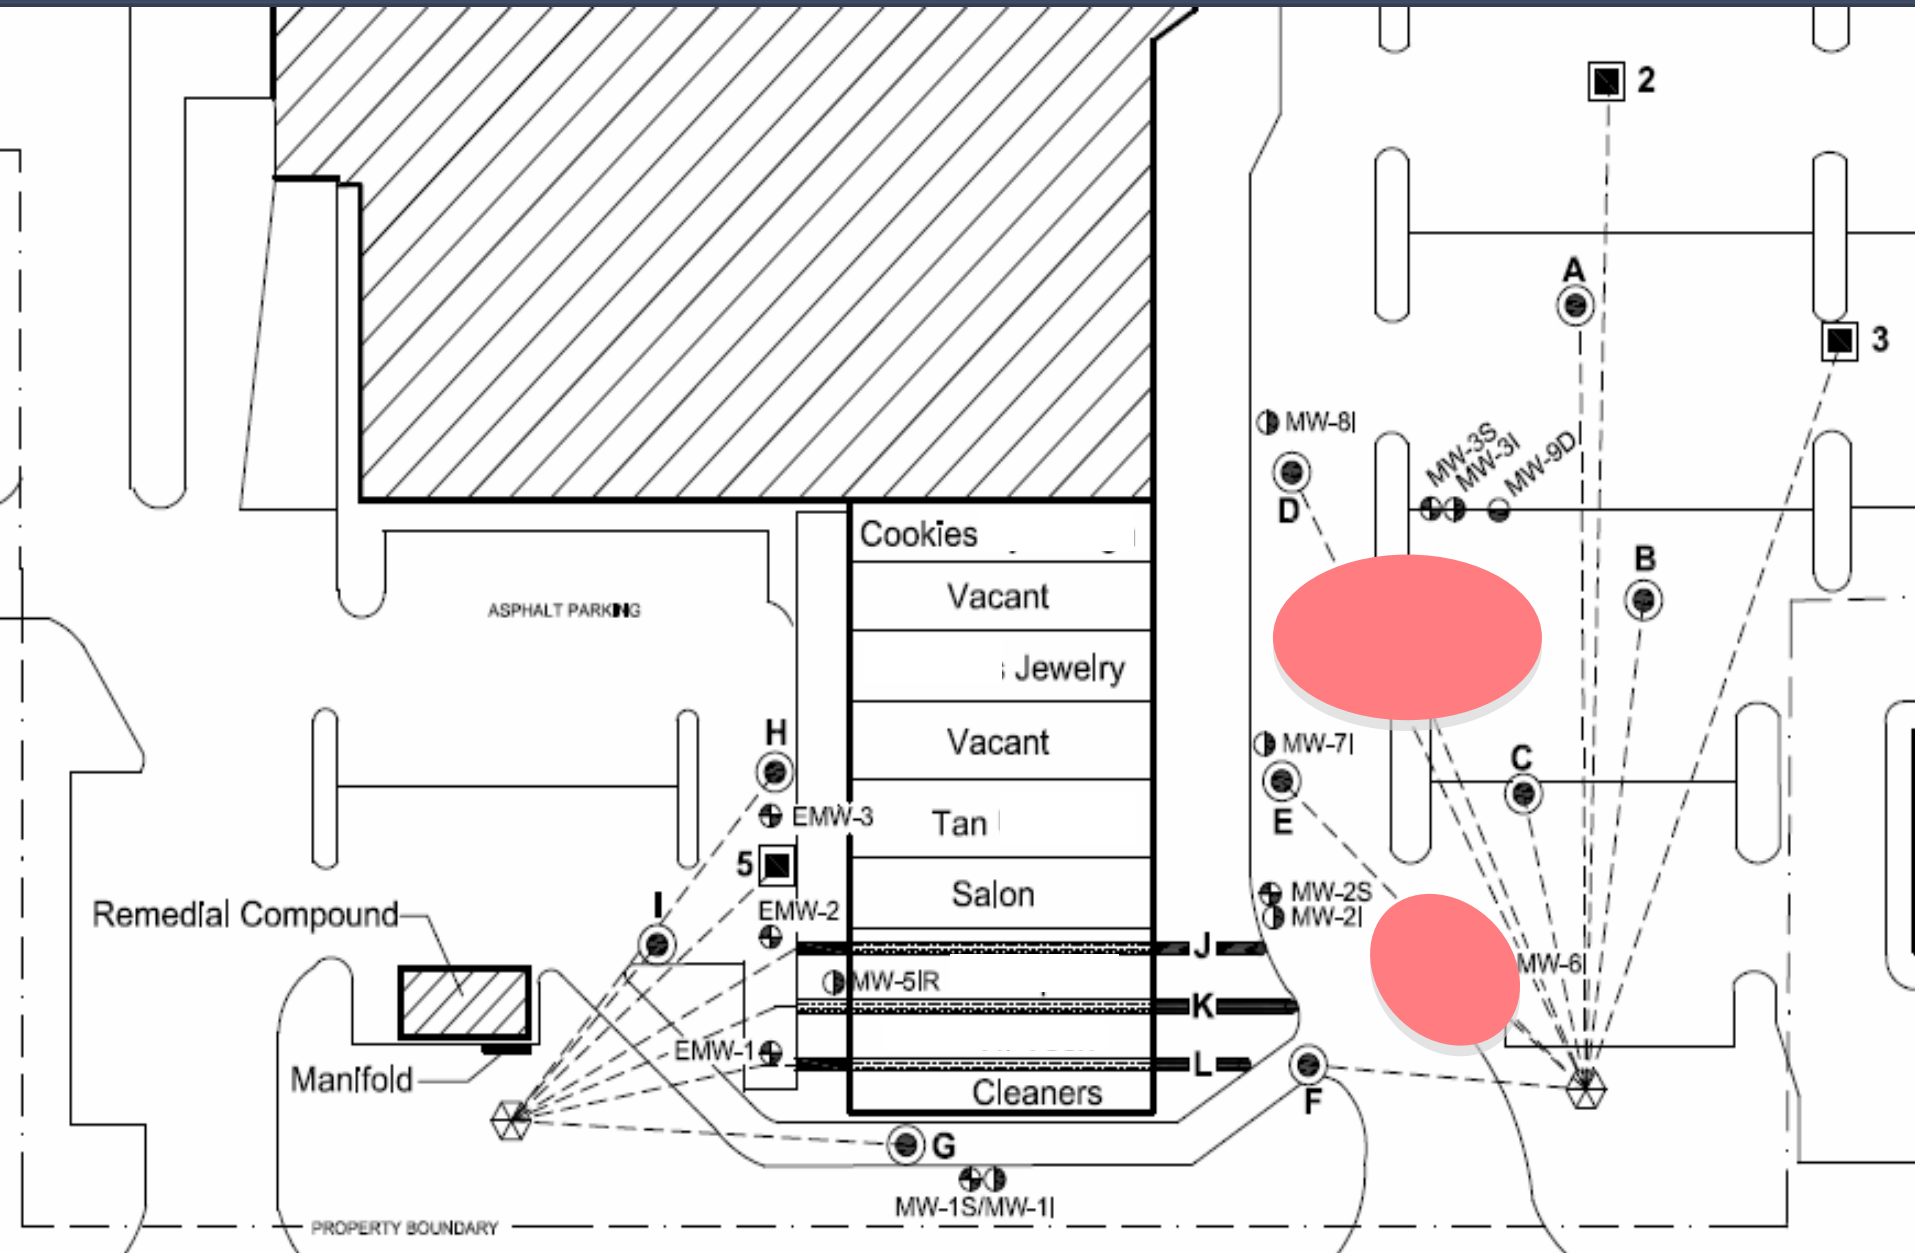 2
A
3
MW-8I
MW-3S
MW-3I
MW-9D
D
Cookies
B
Vacant
ASPHALT PARKING
Jewelry
H
Vacant
MW-7I
C
EMW-3
Tan
E
5
Salon
MW-2S
I
EMW-2
MW-2I
Remedial Compound
J
MW-6I
MW-5IR
K
EMW-1
L
Manifold
Cleaners
F
G
MW-1S/MW-1I
PROPERTY BOUNDARY